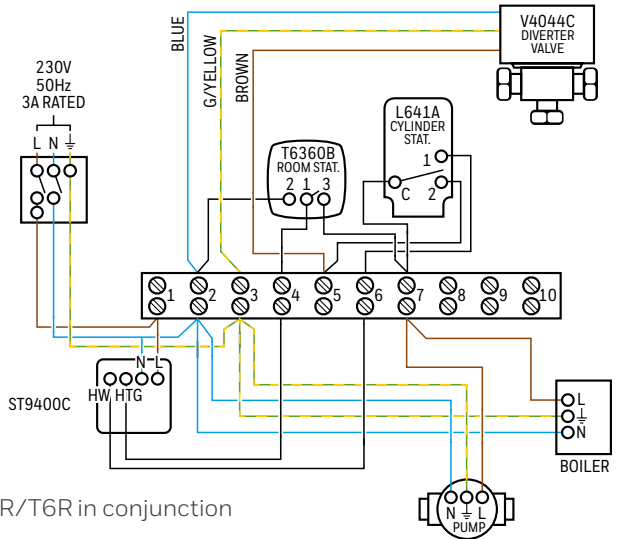 V4044C
DIVERTER
VALVE
BLUE
G/YELLOW
BROWN
230V
50Hz
3A RATED
L N
L641A
CYLINDER
STAT.
1
C 2
T6360B
ROOM STAT.
2 1 3
1 2 3 4 5 6 7 8 9 10
N L
HW HTG
ST9400C
L
N
BOILER
N L
PUMP
R/T6R in conjunction